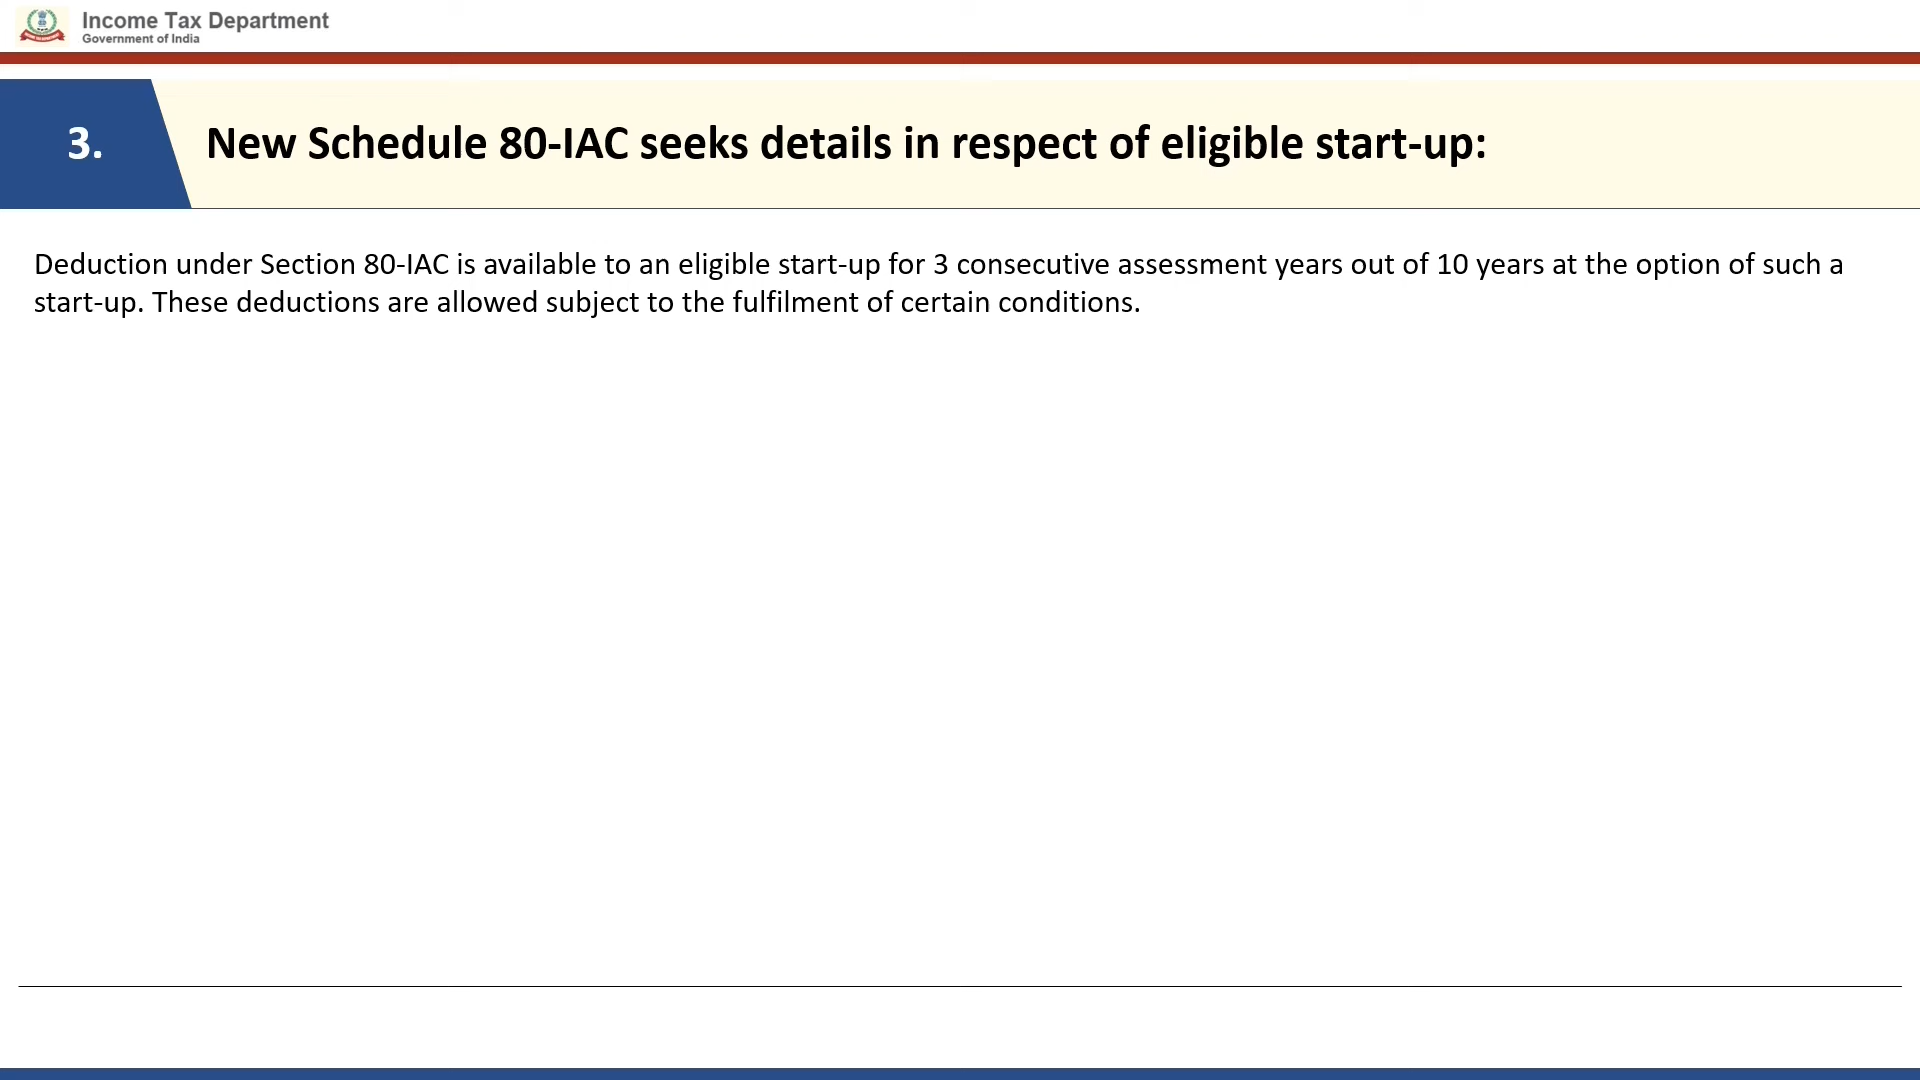 Income Tax Department
Government of India
3.
New Schedule 80-IAC seeks details in respect of eligible start-up:
Deduction under Section 80-IAC is available to an eligible start-up for 3 consecutive assessment years out of 10 years at the option of such a
start-up. These deductions are allowed subject to the fulfilment of certain conditions.